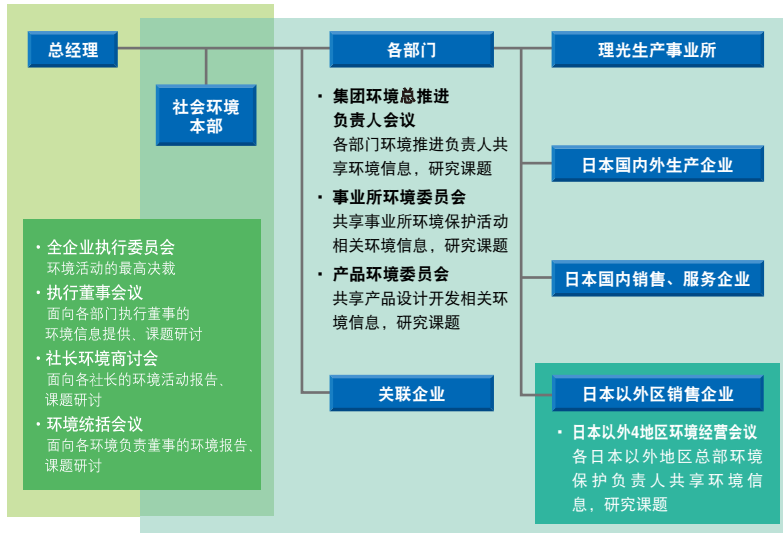 总经理
社会环境
本部
・全企业执行委员会
环境活动的最高决裁
・执行董事会议
面向各部门执行董事的
环境信息提供、课题研讨
・社长环境商讨会
面向各社长的环境活动报告、
课题研讨
・环境统括会议
面向各环境负责董事的环境报告、
课题研讨
各部门
・集团环境总推进
负责人会议
各部门环境推进负责人共
享环境信息，研究课题
・事业所环境委员会
共享事业所环境保护活动
相关环境信息，研究课题
・产品环境委员会
共享产品设计开发相关环
境信息，研究课题
关联企业
理光生产事业所
日本国内外生产企业
日本国内销售、服务企业
日本以外区销售企业
・日本以外4地区环境经营会议
各日本以外地区总部环境
保护负责人共享环境信
息，研究课题